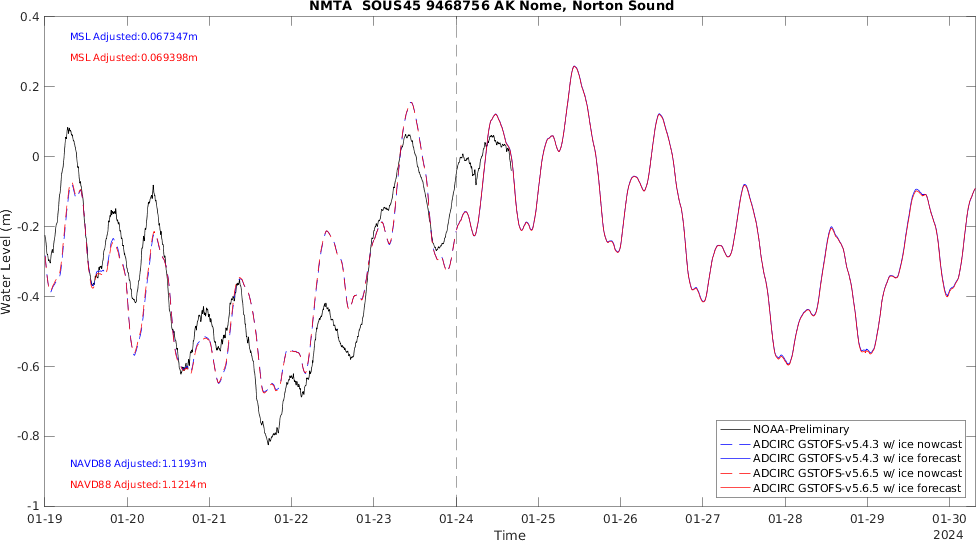 NMTA SOUS45 9468756 AK Nome, Norton Sound
MSL Adjusted:0.067347m
MSL Adjusted:0.069398m
NAVD88 Adjusted:1.1193m
NAVD88 Adjusted:1.1214m
Water Level (m)
0.4
0.2
0
-0.2
-0.4
-0.6
-0.8
-1
NOAA-Preliminary
ADCIRC GSTOFS-v5.4.3 w/ ice nowcast
ADCIRC GSTOFS-v5.4.3 w/ ice forecast
ADCIRC GSTOFS-v5.6.5 w/ ice nowcast
ADCIRC GSTOFS-v5.6.5 w/ ice forecast
01-19 01-20 01-21 01-22 01-23 01-24 01-25 01-26 01-27 01-28 01-29 01-30
Time
2024